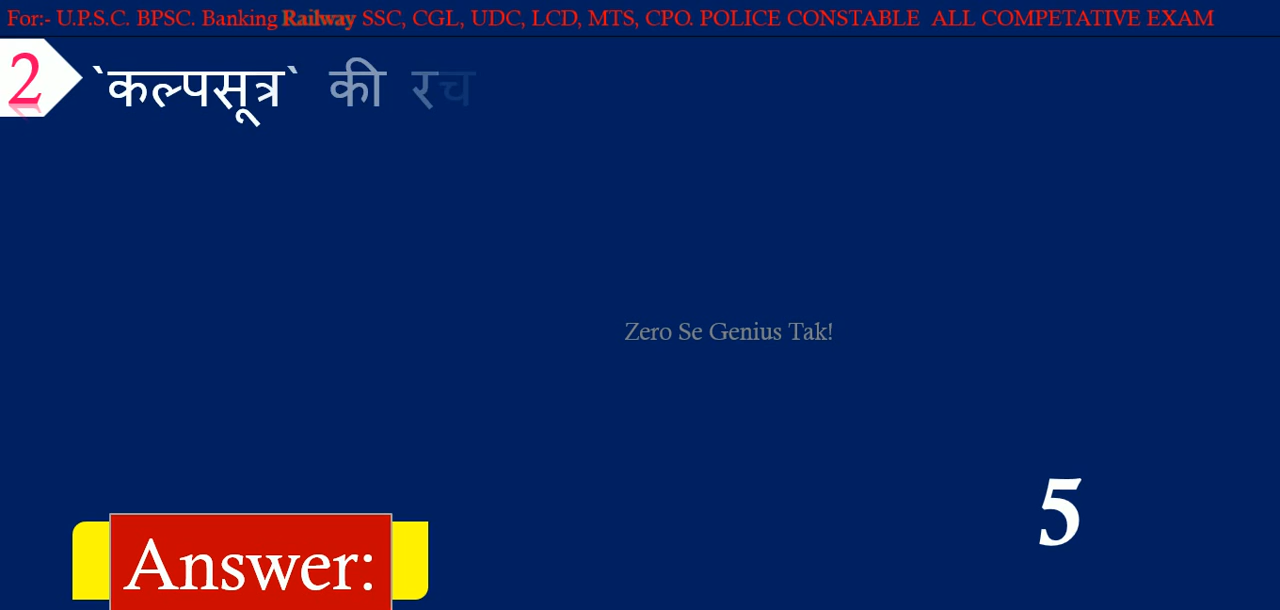 For:- U.P.S.C. BPSC. Banking Railway SSC, CGL, UDC, LCD, MTS, CPO. POLICE CONSTABLE ALL COMPETATIVE EXAM
2 `कल्पसूत्र` की रच
Zero Se Genius Tak!
5
Answer: